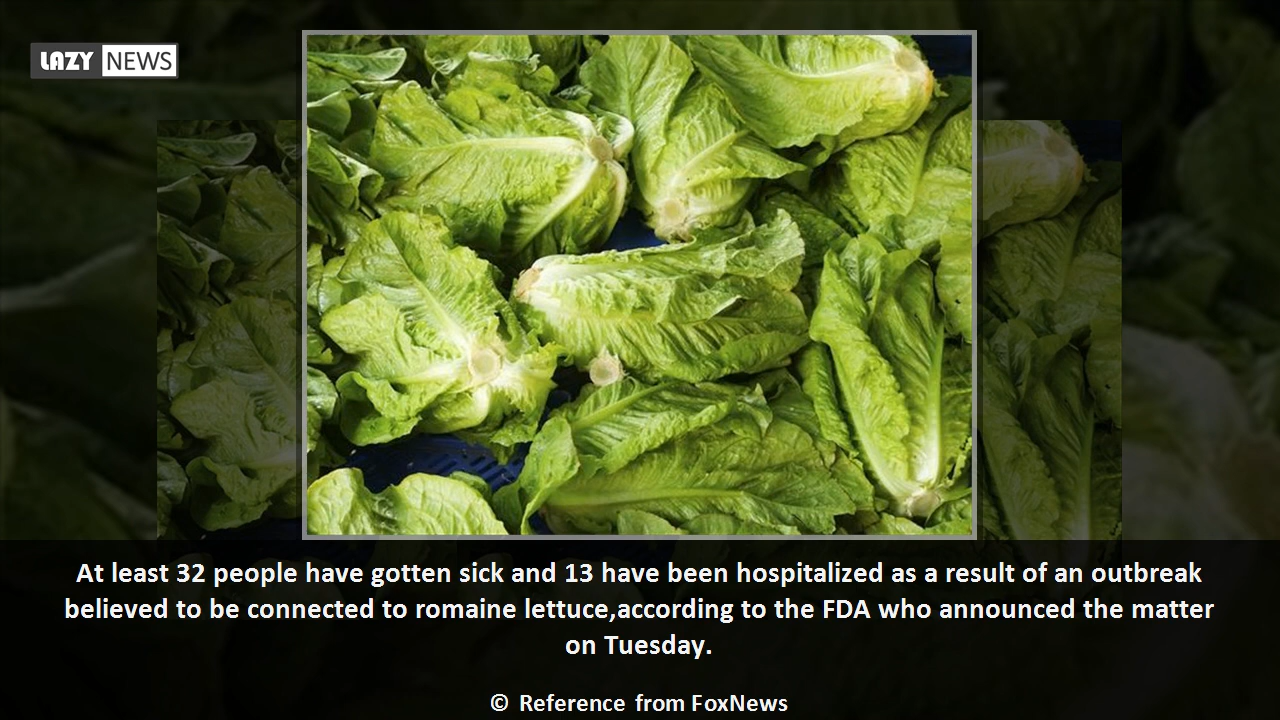 LAZY NEWS
At least 32 people have gotten sick and 13 have been hospitalized as a result of an outbreak
believed to be connected to romaine lettuce,according to the FDA who announced the matter
on Tuesday.
© Reference from FoxNews